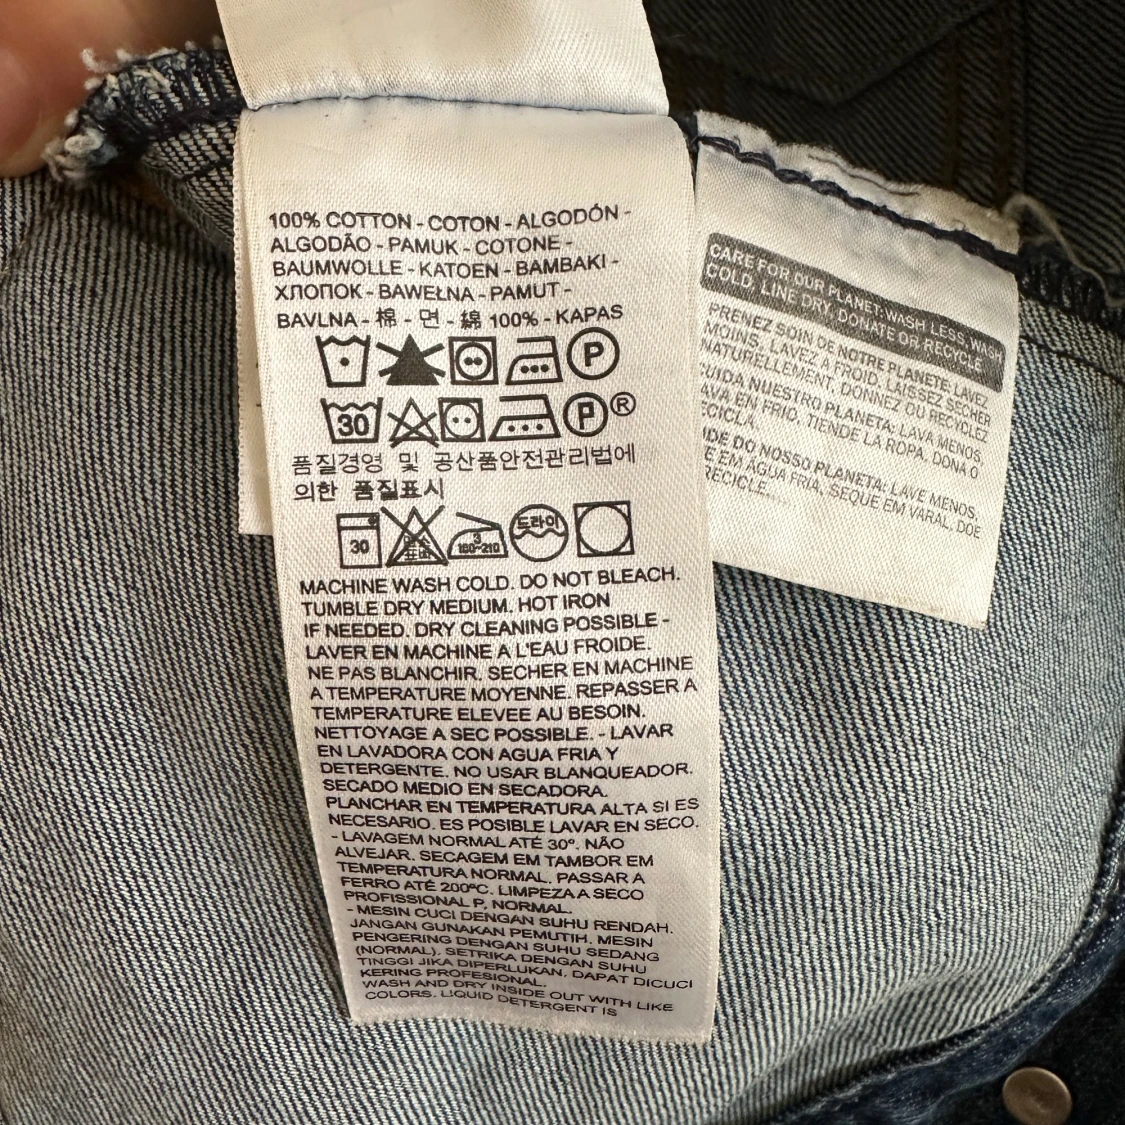 100% COTTON - COTON - ALGODÓN -
ALGODÃO - PAMUK - COTONE -
BAUMWOLLE - KATOEN - BAMBAKI -
ХЛОПОК - BAWEŁNA - PAMUT -
BAVLNA - 棉 - 면 - 綿 100% - KAPAS
P
30 P ®
품질경영 및 공산품안전관리법에
의한 품질표시
30 3 180~210 드라이
MACHINE WASH COLD. DO NOT BLEACH.
TUMBLE DRY MEDIUM. HOT IRON
IF NEEDED. DRY CLEANING POSSIBLE -
LAVER EN MACHINE A L'EAU FROIDE.
NE PAS BLANCHIR. SECHER EN MACHINE
A TEMPERATURE MOYENNE. REPASSER A
TEMPERATURE ELEVEE AU BESOIN.
NETTOYAGE A SEC POSSIBLE. - LAVAR
EN LAVADORA CON AGUA FRIA Y
DETERGENTE. NO USAR BLANQUEADOR.
SECADO MEDIO EN SECADORA.
PLANCHAR EN TEMPERATURA ALTA SI ES
NECESARIO. ES POSIBLE LAVAR EN SECO.
- LAVAGEM NORMAL ATÉ 30º. NÃO
ALVEJAR. SECAGEM EM TAMBOR EM
TEMPERATURA NORMAL. PASSAR A
FERRO ATÉ 200ºC. LIMPEZA A SECO
PROFISSIONAL P, NORMAL.
- MESIN CUCI DENGAN SUHU RENDAH.
JANGAN GUNAKAN PEMUTIH. MESIN
PENGERING DENGAN SUHU SEDANG
(NORMAL). SETRIKA DENGAN SUHU
TINGGI JIKA DIPERLUKAN. DAPAT DICUCI
KERING PROFESIONAL.
WASH AND DRY INSIDE OUT WITH LIKE
COLORS. LIQUID DETERGENT IS
CARE FOR OUR PLANET: WASH LESS, WASH
COLD, LINE DRY, DONATE OR RECYCLE
PRENEZ SOIN DE NOTRE PLANETE: LAVEZ
MOINS, LAVEZ À FROID, LAISSEZ SÉCHER
NATURELLEMENT, DONNEZ OU RECYCLEZ
CUIDA NUESTRO PLANETA: LAVA MENOS,
LAVA EN FRIO, TIENDE LA ROPA, DONA O
RECICLA.
DE DO NOSSO PLANETA: LAVE MENOS,
E EM ÁGUA FRIA, SEQUE EM VARAL, DOE
RECICLE.